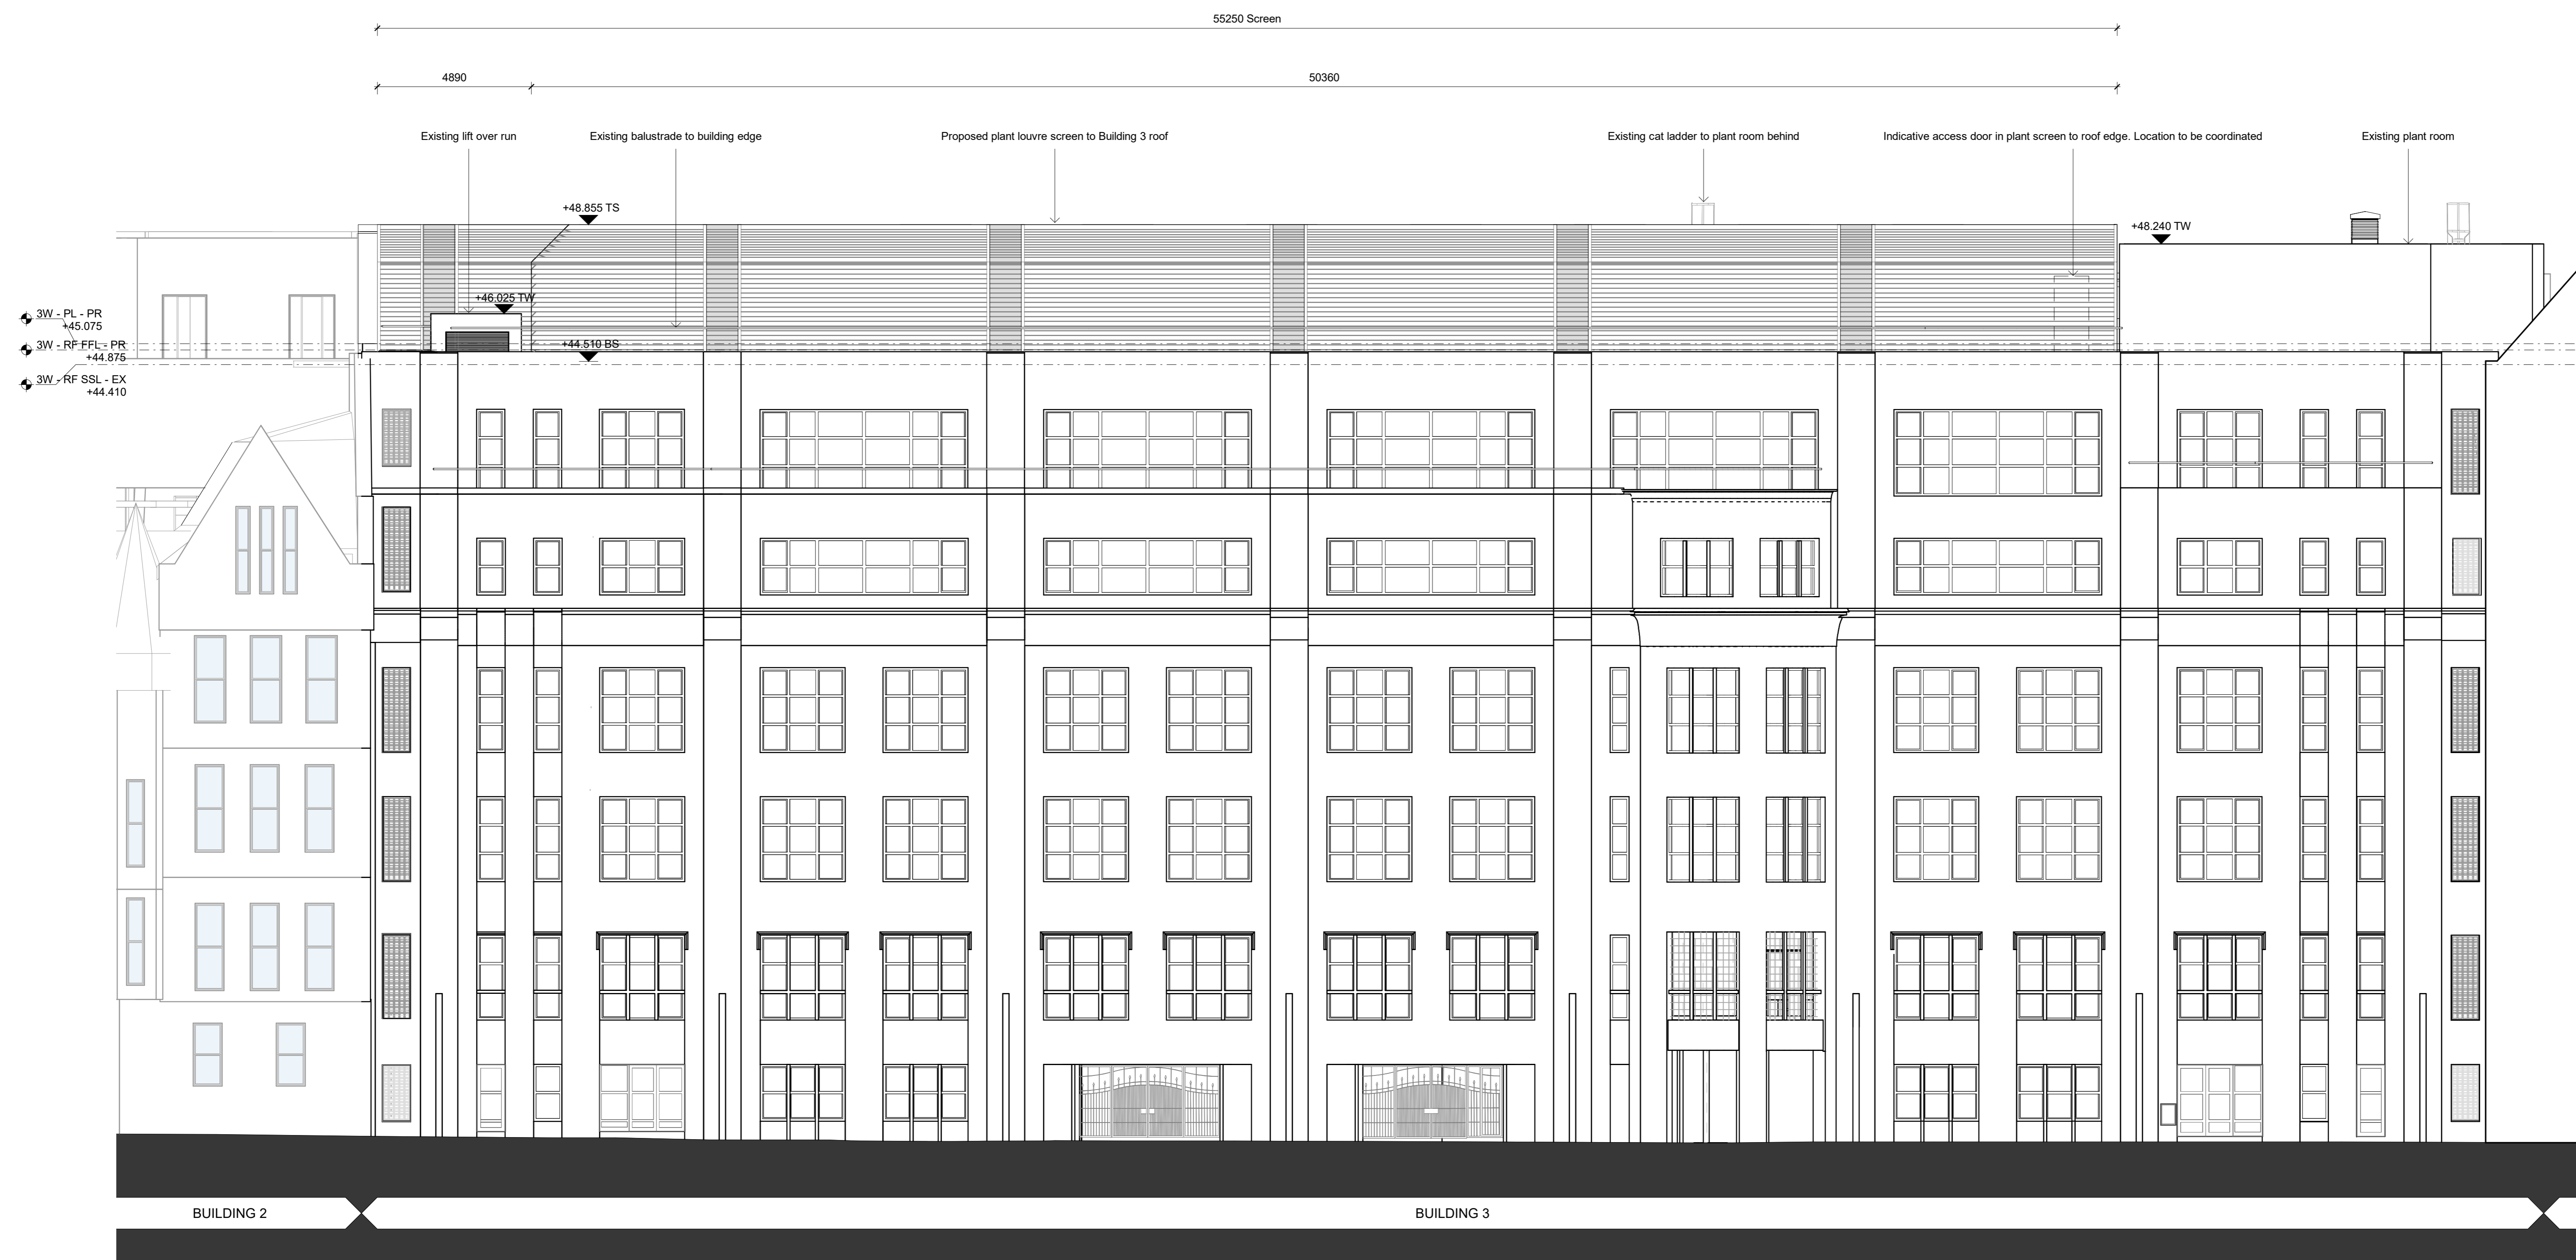 55250 Screen
4890
50360
Existing lift over run
Existing balustrade to building edge
Proposed plant louvre screen to Building 3 roof
Existing cat ladder to plant room behind
Indicative access door in plant screen to roof edge. Location to be coordinated
Existing plant room
+48.855 TS
+48.240 TW
+46.025 TW
3W - PL - PR
+45.075
3W - RF FFL - PR
+44.875
+44.510 BS
3W - RF SSL - EX
+44.410
BUILDING 2
BUILDING 3